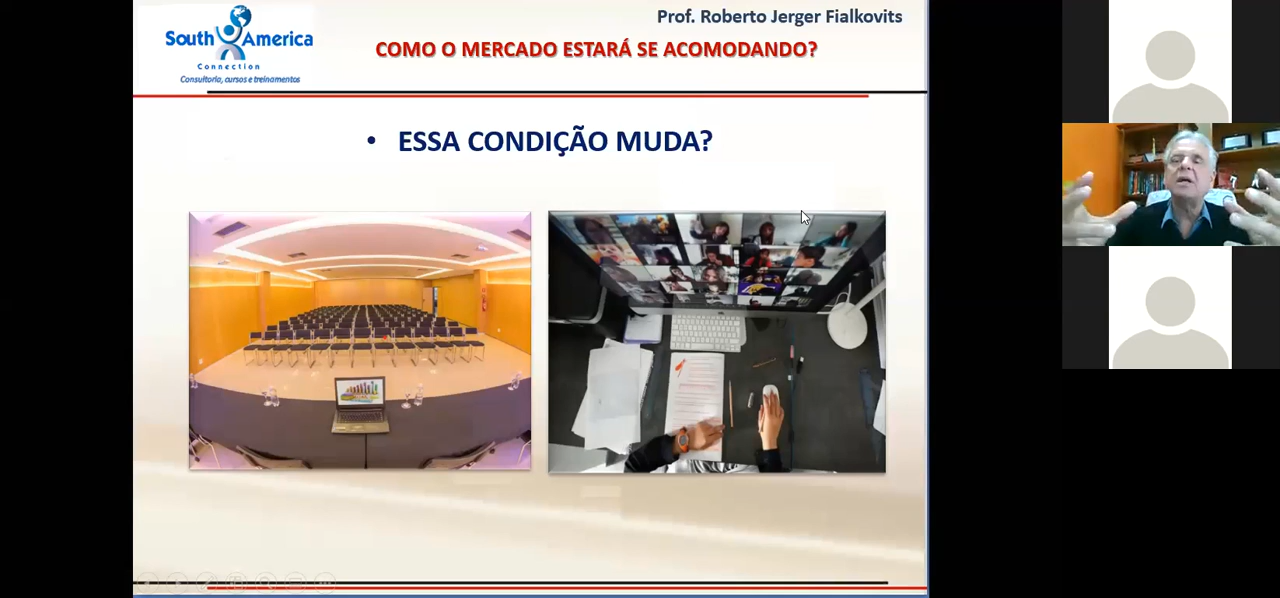 Prof. Roberto Jerger Fialkovits
South America
Connection
Consultoria, cursos e treinamentos
COMO O MERCADO ESTARÁ SE ACOMODANDO?
• ESSA CONDIÇÃO MUDA?